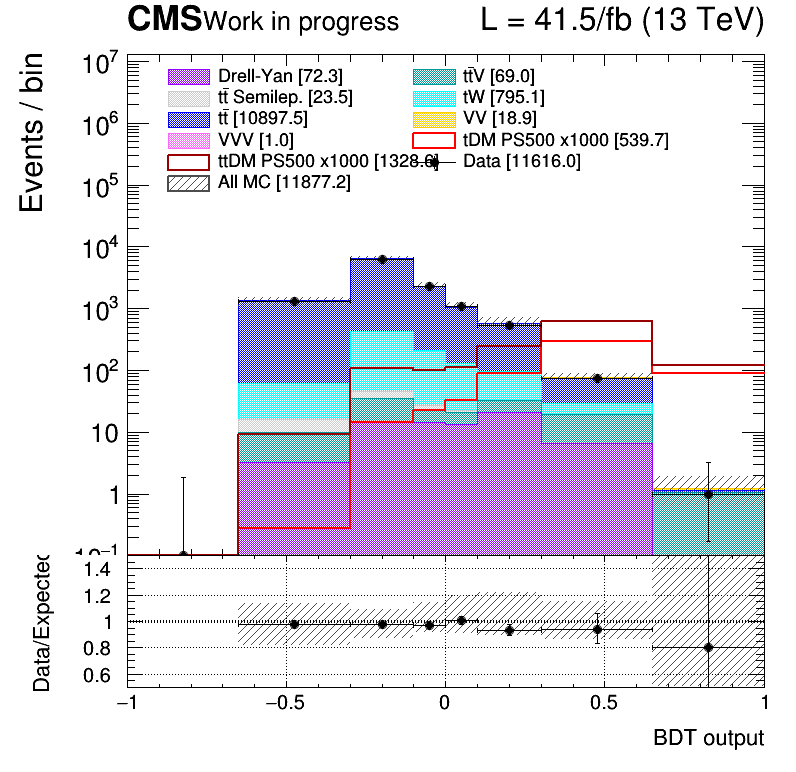 CMS Work in progress L = 41.5/fb (13 TeV)
Events / bin
Drell-Yan [72.3] tt̄V [69.0]
tt̄ Semilep. [23.5] tW [795.1]
tt̄ [10897.5] VV [18.9]
VVV [1.0] tDM PS500 x1000 [539.7]
ttDM PS500 x1000 [1328.6] Data [11616.0]
All MC [11877.2]
10⁷
10⁶
10⁵
10⁴
10³
10²
10
1
10⁻¹
Data/Expected
1.4
1.2
1
0.8
0.6
−1 −0.5 0 0.5 1
BDT output